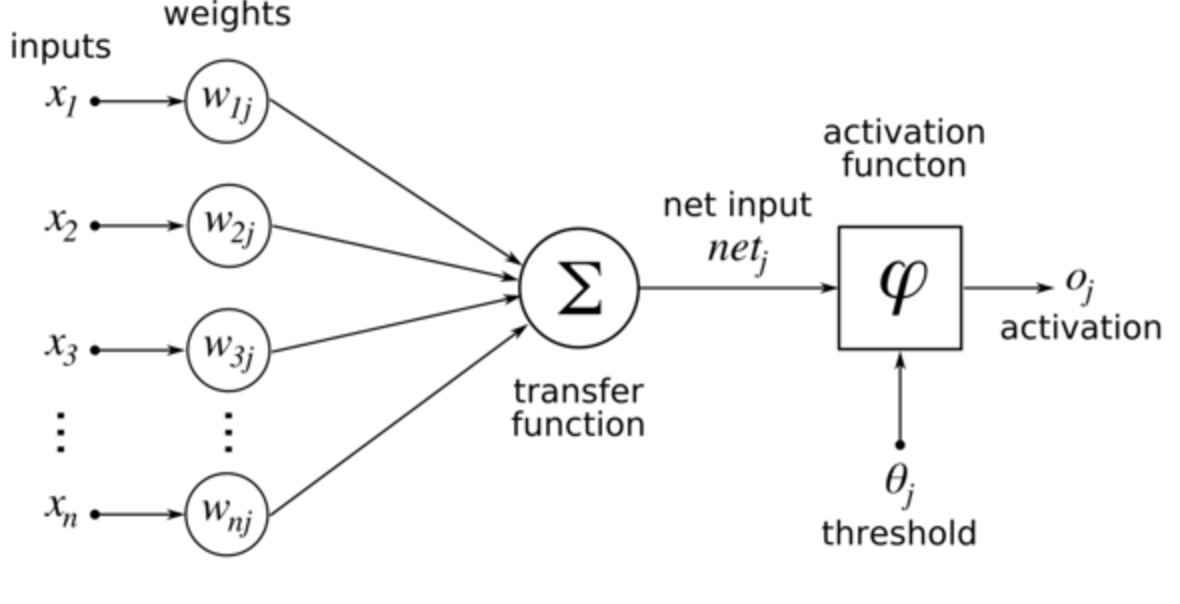 weights
inputs
x1
w1j
x2
w2j
x3
w3j
⋮ ⋮
xn
wnj
Σ
transfer
function
net input
netj
activation
functon
φ
oj
activation
θj
threshold